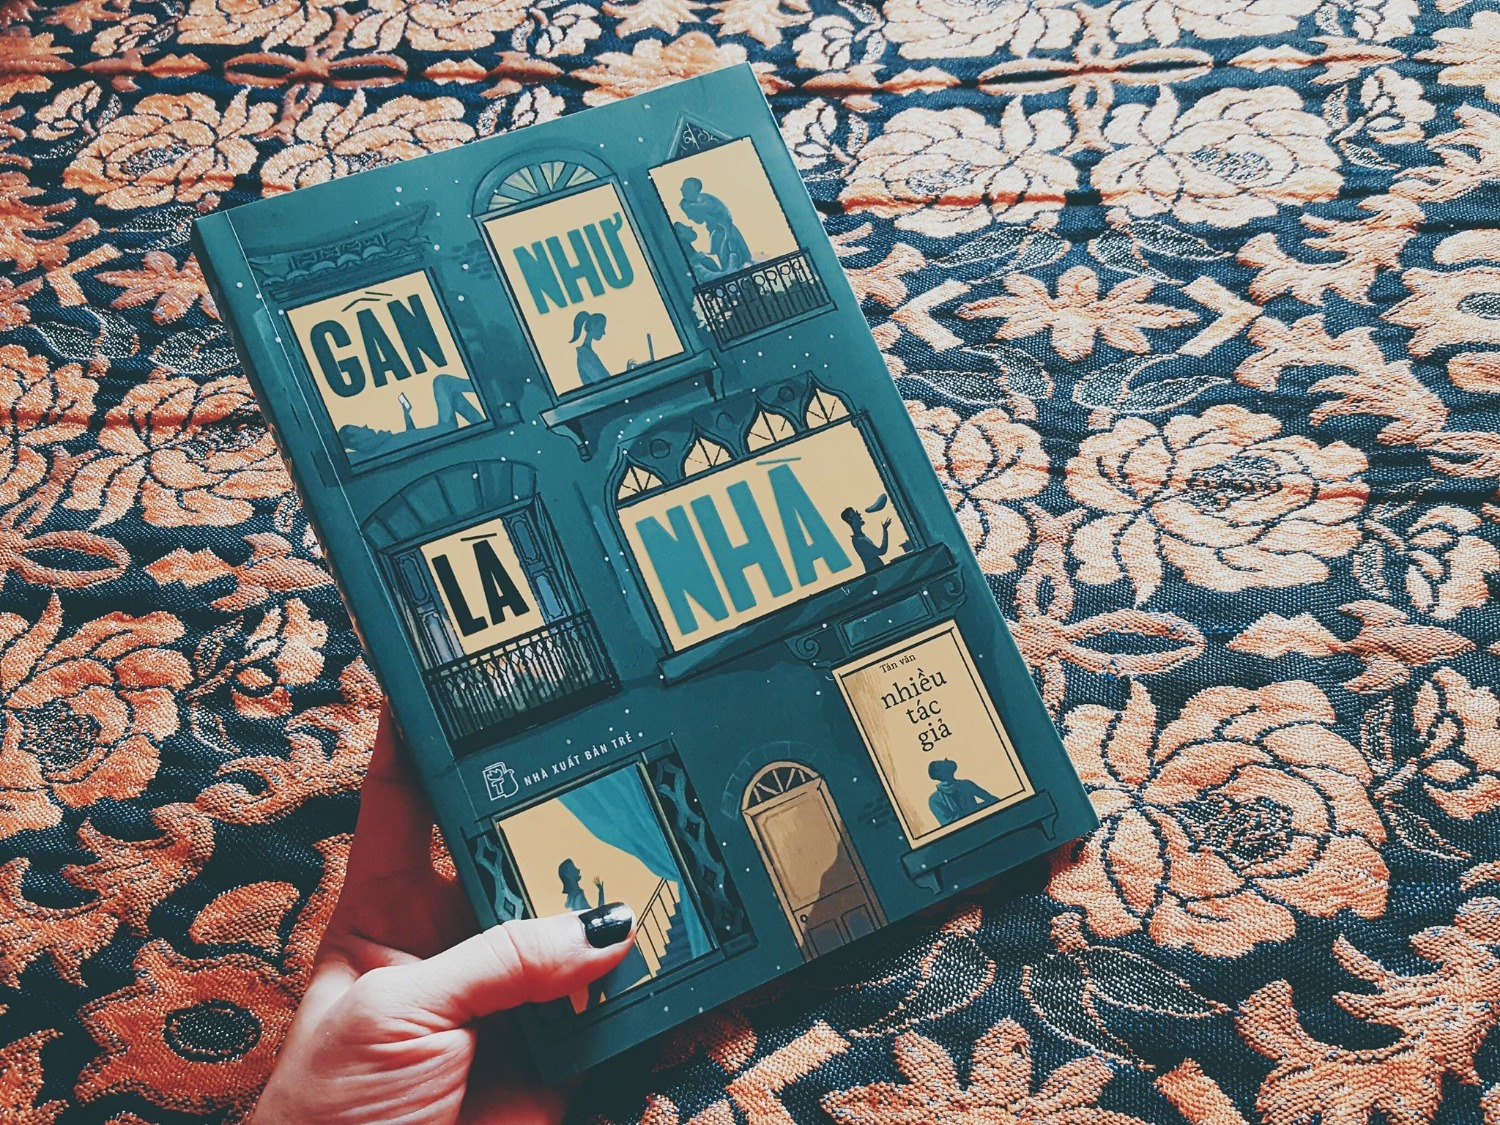 GẦN
NHƯ
LÀ
NHÀ
Tản văn
nhiều
tác
giả
NHÀ XUẤT BẢN TRẺ